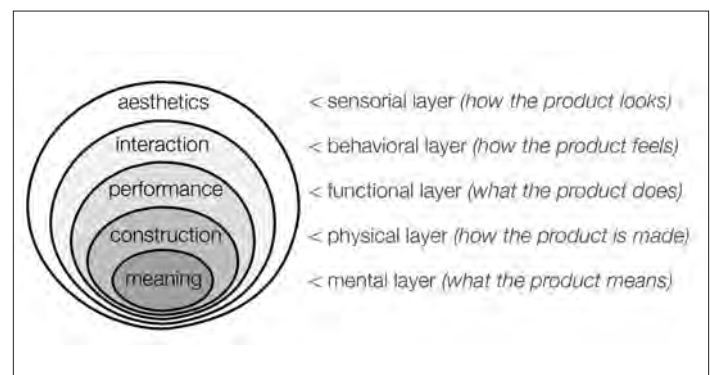 aesthetics < sensorial layer (how the product looks)
interaction < behavioral layer (how the product feels)
performance < functional layer (what the product does)
construction < physical layer (how the product is made)
meaning < mental layer (what the product means)